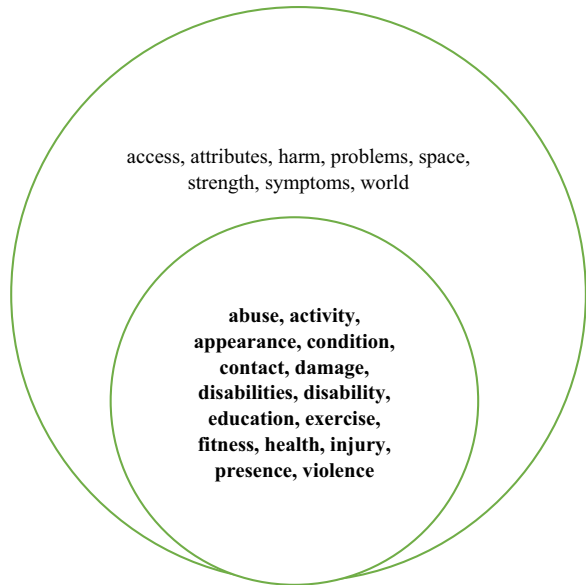 access, attributes, harm, problems, space,
strength, symptoms, world
abuse, activity,
appearance, condition,
contact, damage,
disabilities, disability,
education, exercise,
fitness, health, injury,
presence, violence